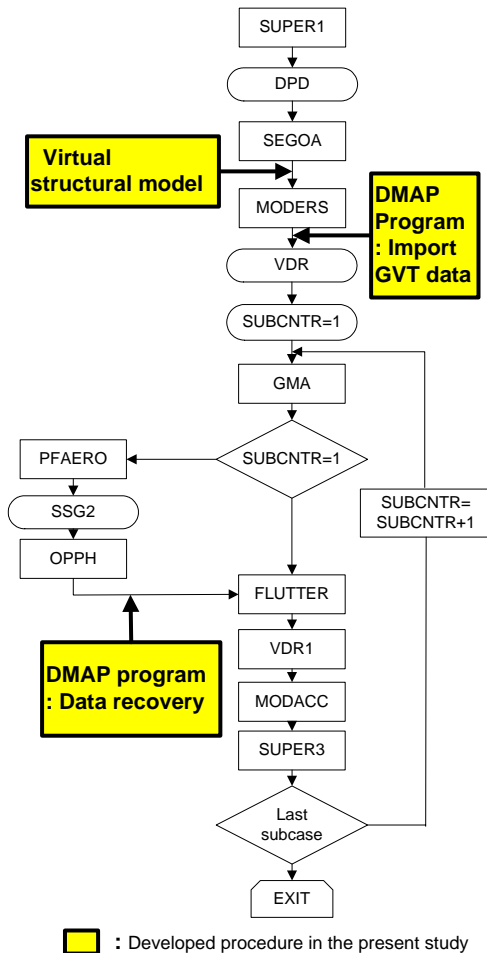 SUPER1
DPD
SEGOA
Virtual
structural model
MODERS
DMAP
Program
: Import
GVT data
VDR
SUBCNTR=1
GMA
SUBCNTR=1
PFAERO
SSG2
OPPH
SUBCNTR=
SUBCNTR+1
FLUTTER
DMAP program
: Data recovery
VDR1
MODACC
SUPER3
Last
subcase
EXIT
: Developed procedure in the present study